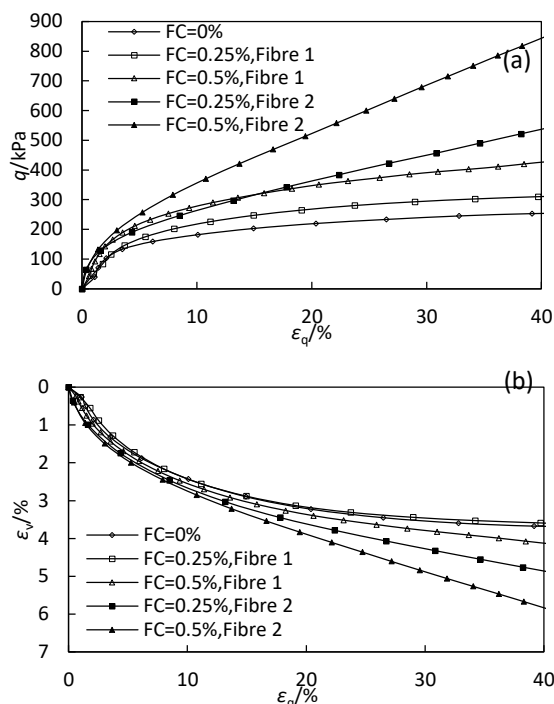 900
800
700
600
500
400
300
200
100
0
q/kPa
FC=0%
FC=0.25%,Fibre 1
FC=0.5%,Fibre 1
FC=0.25%,Fibre 2
FC=0.5%,Fibre 2
(a)
0 10 20 30 40
εq/%
(b)
0
1
2
3
4
5
6
7
εv/%
FC=0%
FC=0.25%,Fibre 1
FC=0.5%,Fibre 1
FC=0.25%,Fibre 2
FC=0.5%,Fibre 2
0 10 20 30 40
εq/%